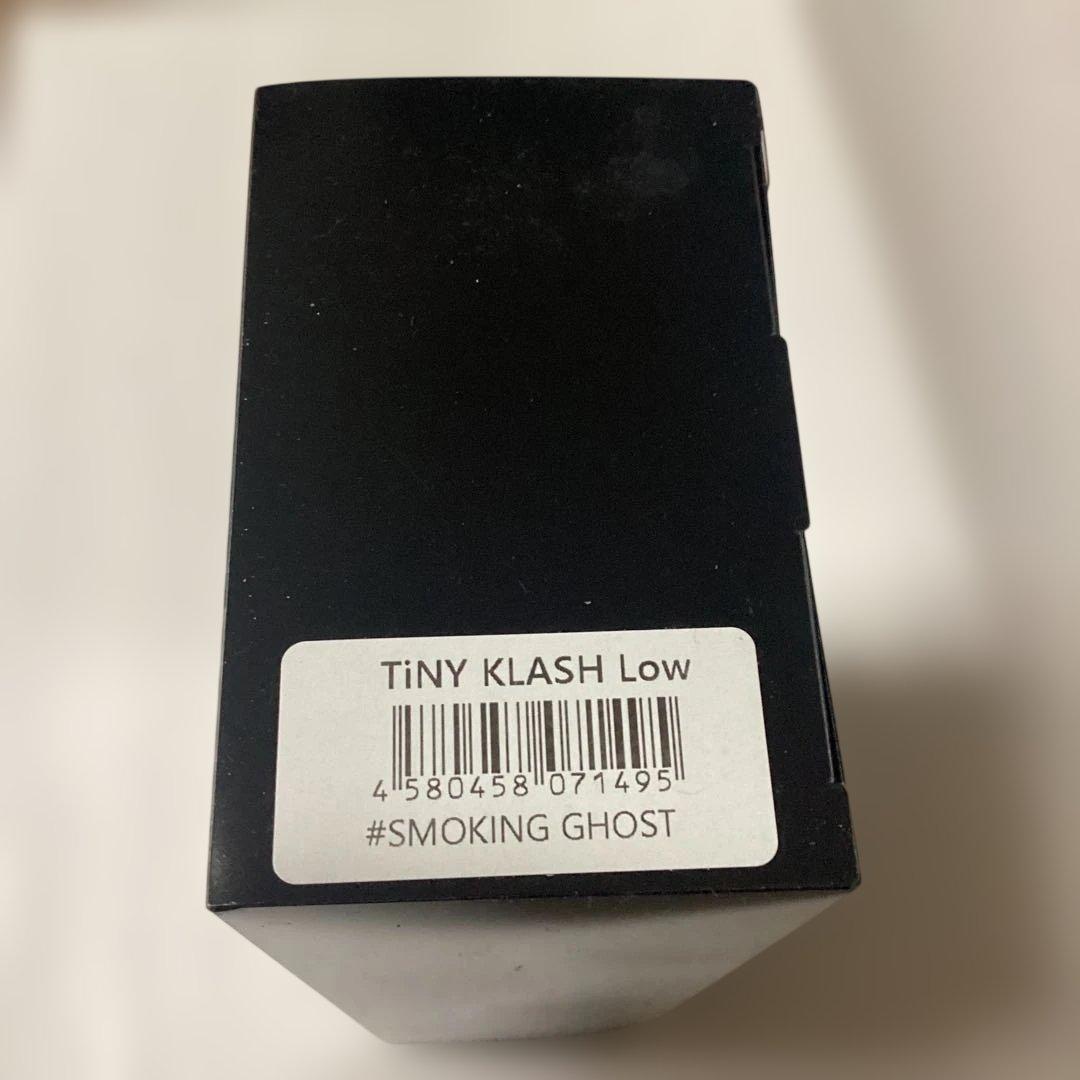 TiNY KLASH Low
4 580458 071495
#SMOKING GHOST